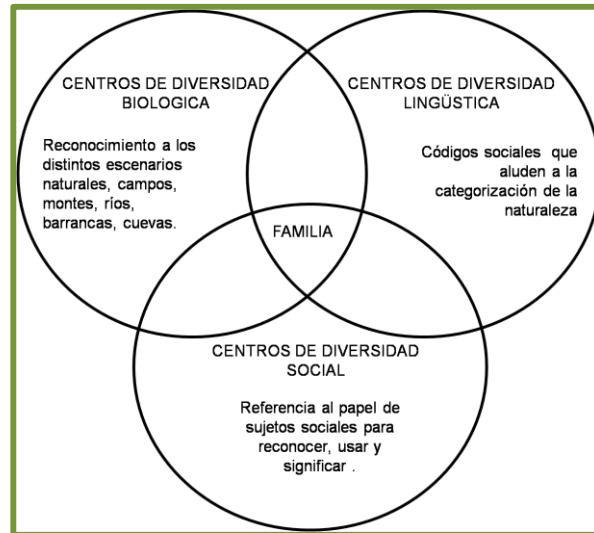 CENTROS DE DIVERSIDAD
BIOLOGICA
Reconocimiento a los
distintos escenarios
naturales, campos,
montes, ríos,
barrancas, cuevas.
CENTROS DE DIVERSIDAD
LINGÜSTICA
Códigos sociales que
aluden a la
categorización de la
naturaleza
FAMILIA
CENTROS DE DIVERSIDAD
SOCIAL
Referencia al papel de
sujetos sociales para
reconocer, usar y
significar .